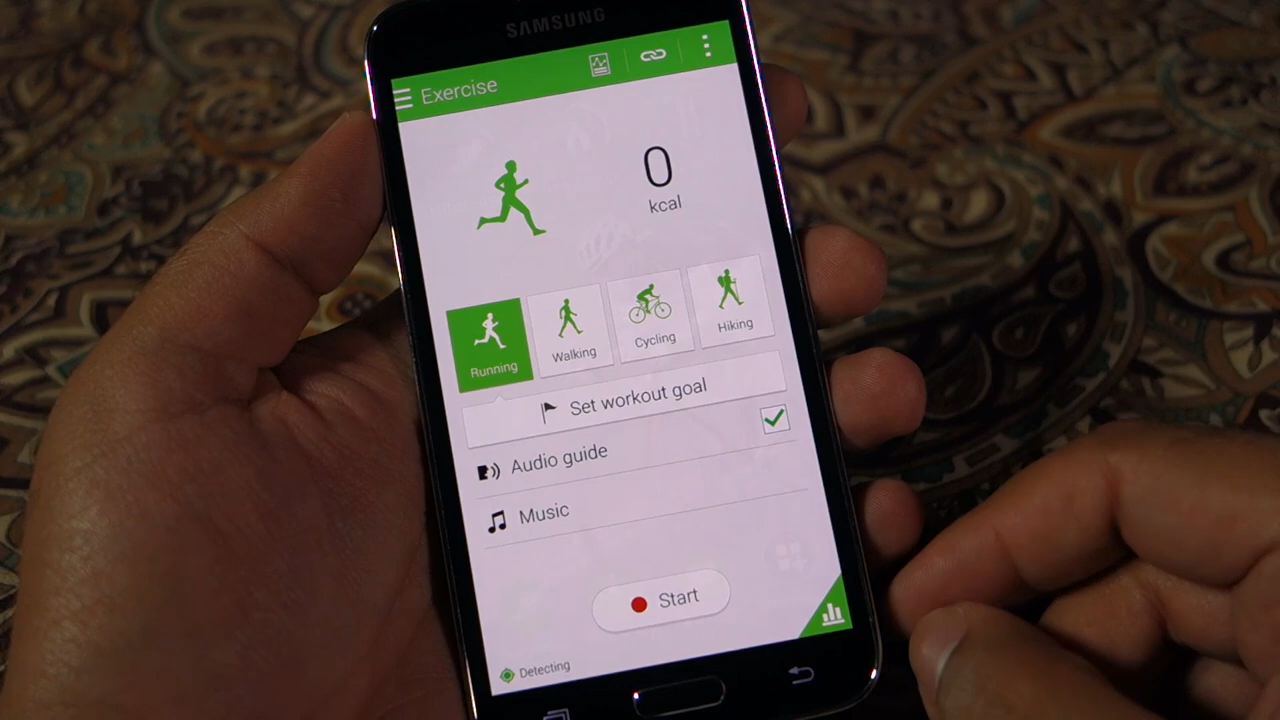 SAMSUNG
Exercise
0
kcal
Running
Walking
Cycling
Hiking
Set workout goal
Audio guide
Music
Start
Detecting